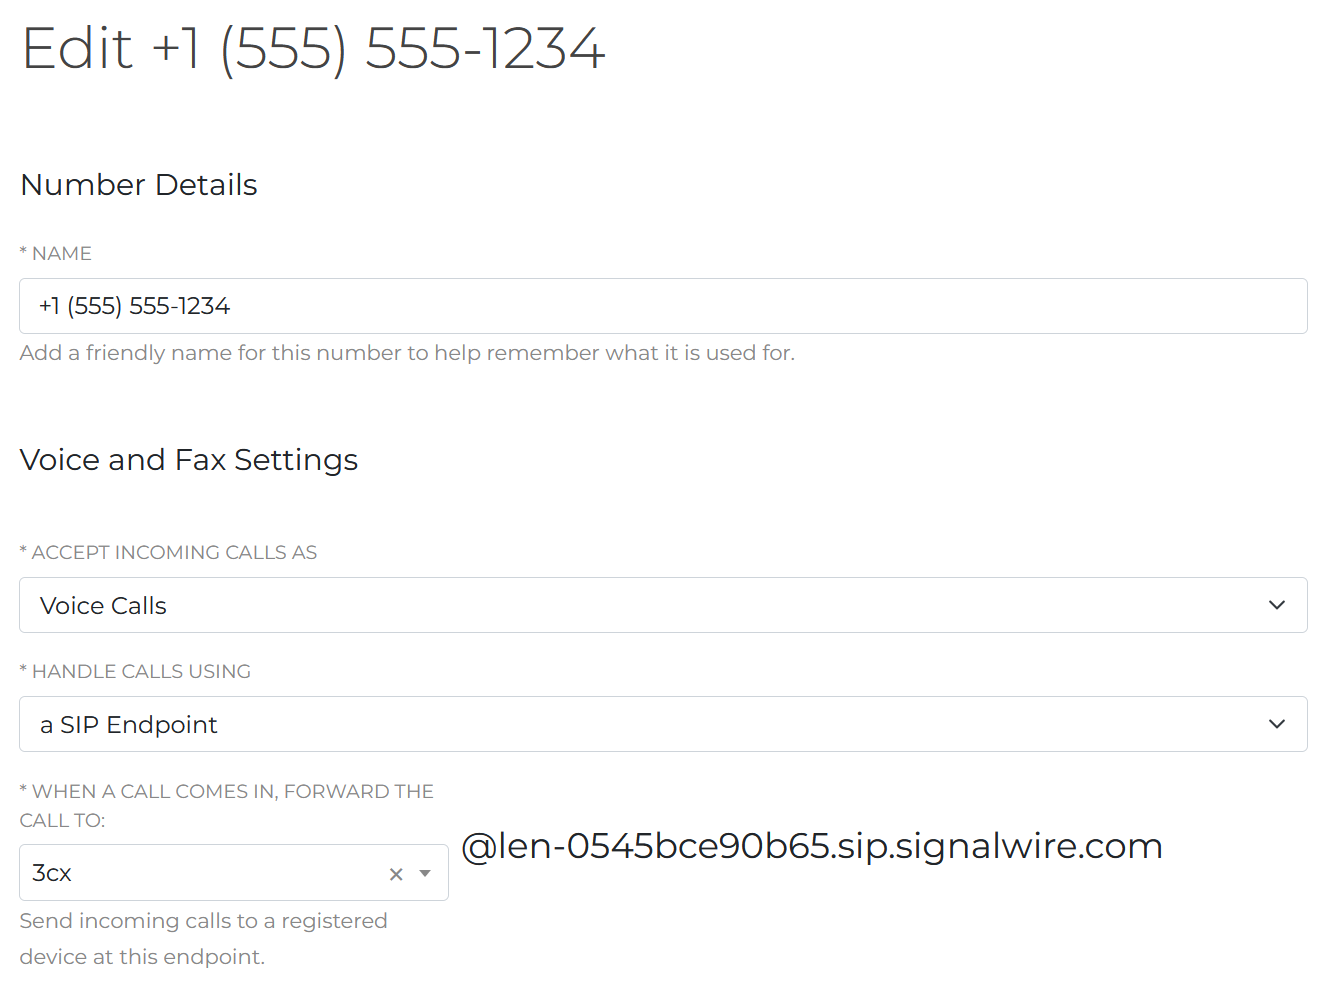 Edit +1 (555) 555-1234
Number Details
* NAME
+1 (555) 555-1234
Add a friendly name for this number to help remember what it is used for.
Voice and Fax Settings
* ACCEPT INCOMING CALLS AS
Voice Calls
* HANDLE CALLS USING
a SIP Endpoint
* WHEN A CALL COMES IN, FORWARD THE
CALL TO:
3cx
@len-0545bce90b65.sip.signalwire.com
Send incoming calls to a registered
device at this endpoint.